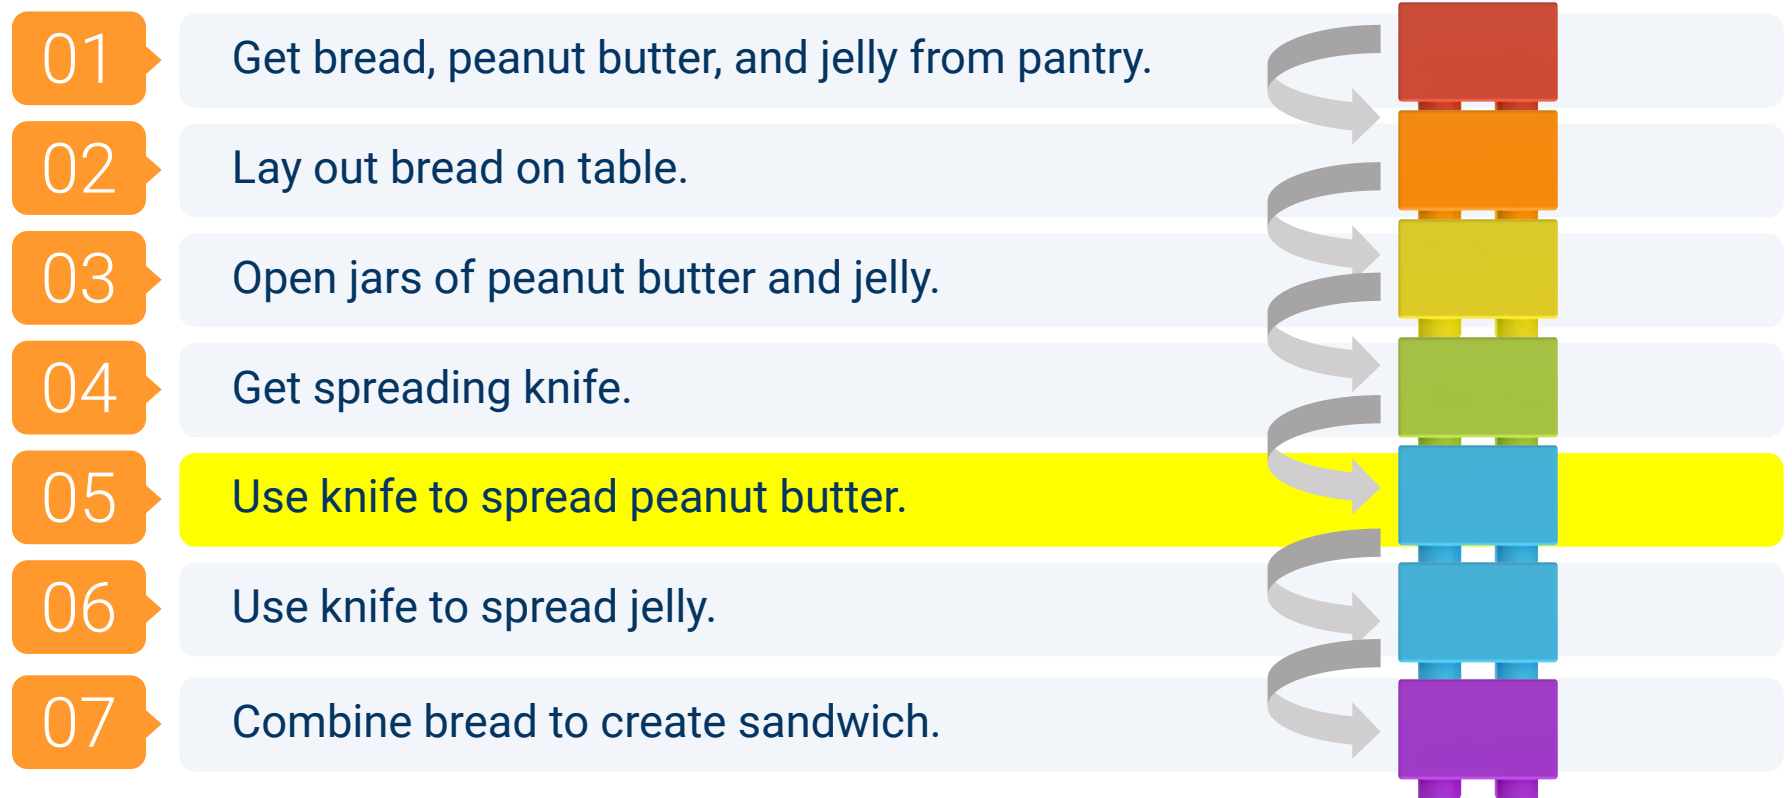 01 Get bread, peanut butter, and jelly from pantry.
02 Lay out bread on table.
03 Open jars of peanut butter and jelly.
04 Get spreading knife.
05 Use knife to spread peanut butter.
06 Use knife to spread jelly.
07 Combine bread to create sandwich.